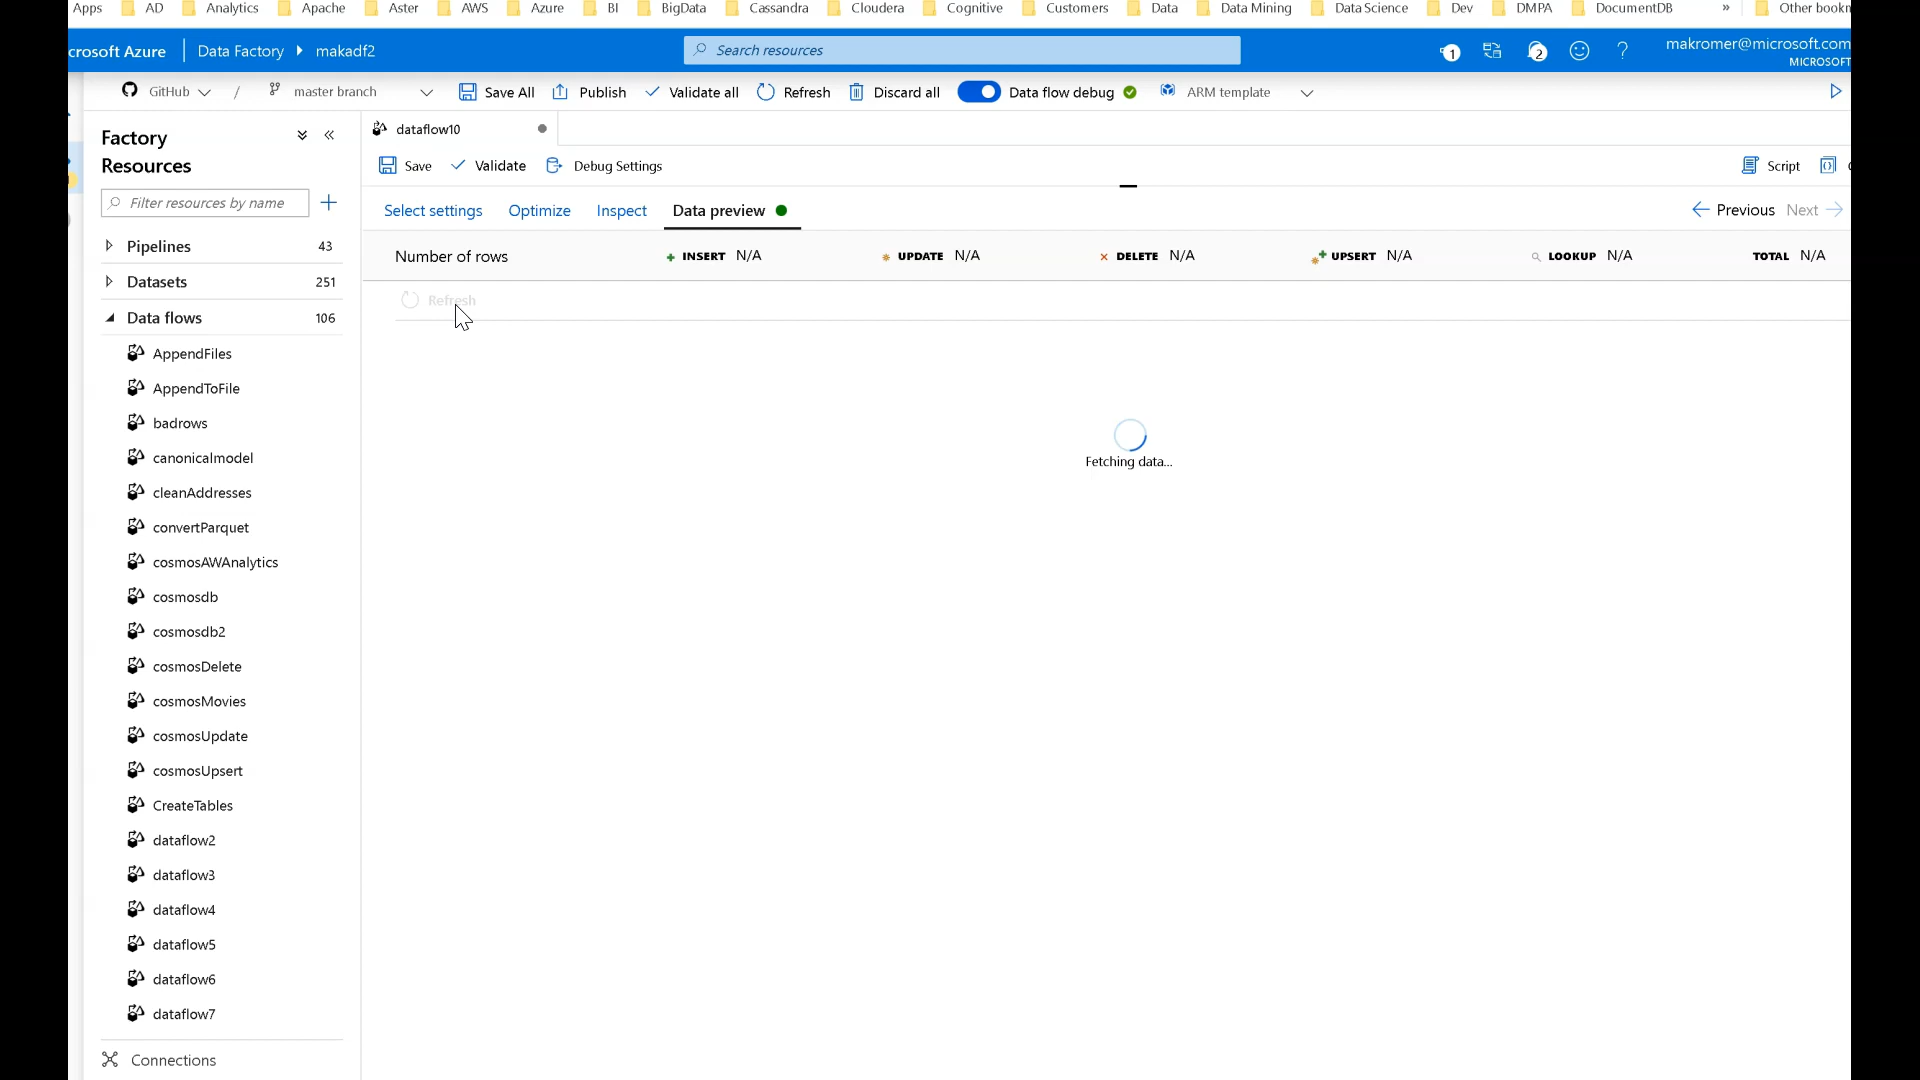 Apps AD Analytics Apache Aster AWS Azure BI BigData Cassandra Cloudera Cognitive Customers Data Data Mining Data Science Dev DMPA DocumentDB » Other bookn
crosoft Azure Data Factory makadf2 Search resources 1 2 ? makromer@microsoft.com
MICROSOFT
GitHub / master branch Save All Publish Validate all Refresh Discard all Data flow debug ARM template
Factory
Resources
dataflow10
Save Validate Debug Settings Script
Filter resources by name
Select settings Optimize Inspect Data preview Previous Next
Pipelines 43
Number of rows INSERT N/A UPDATE N/A DELETE N/A UPSERT N/A LOOKUP N/A TOTAL N/A
Datasets 251
Refresh
Data flows 106
AppendFiles
AppendToFile
badrows
canonicalmodel
Fetching data...
cleanAddresses
convertParquet
cosmosAWAnalytics
cosmosdb
cosmosdb2
cosmosDelete
cosmosMovies
cosmosUpdate
cosmosUpsert
CreateTables
dataflow2
dataflow3
dataflow4
dataflow5
dataflow6
dataflow7
Connections